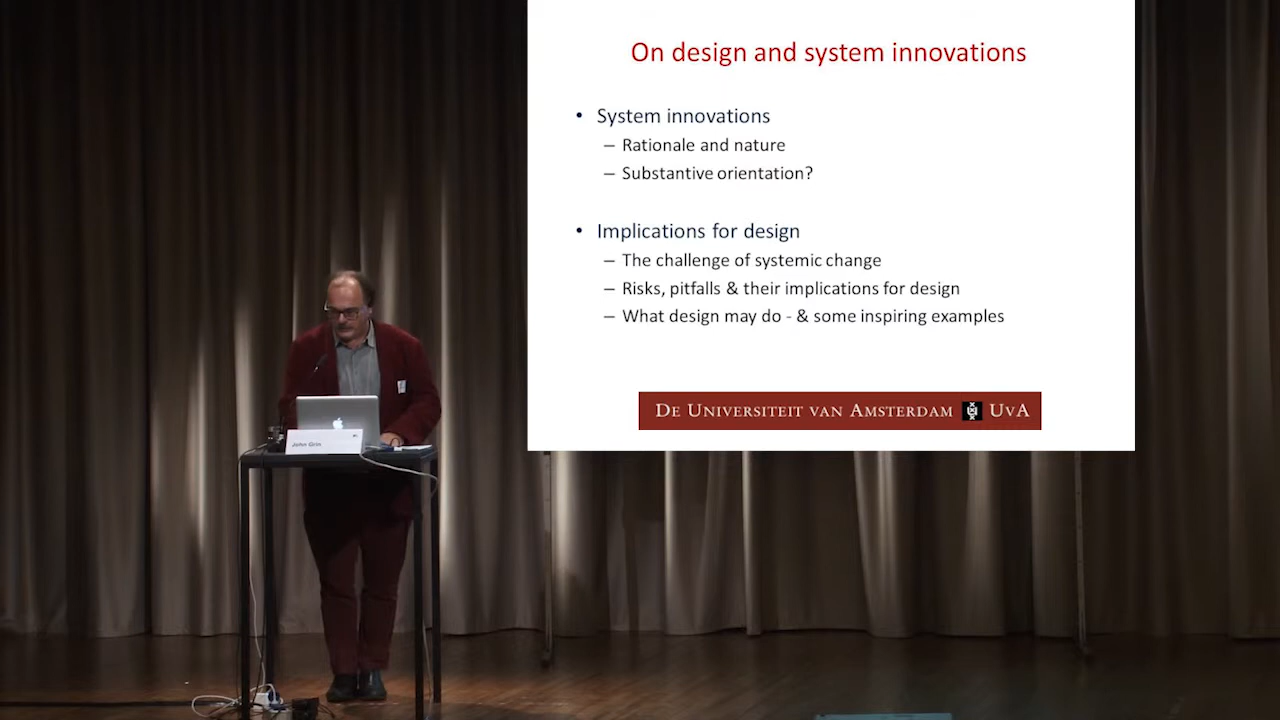 On design and system innovations
• System innovations
– Rationale and nature
– Substantive orientation?
• Implications for design
– The challenge of systemic change
– Risks, pitfalls & their implications for design
– What design may do - & some inspiring examples
DE UNIVERSITEIT VAN AMSTERDAM UVA
John Grin